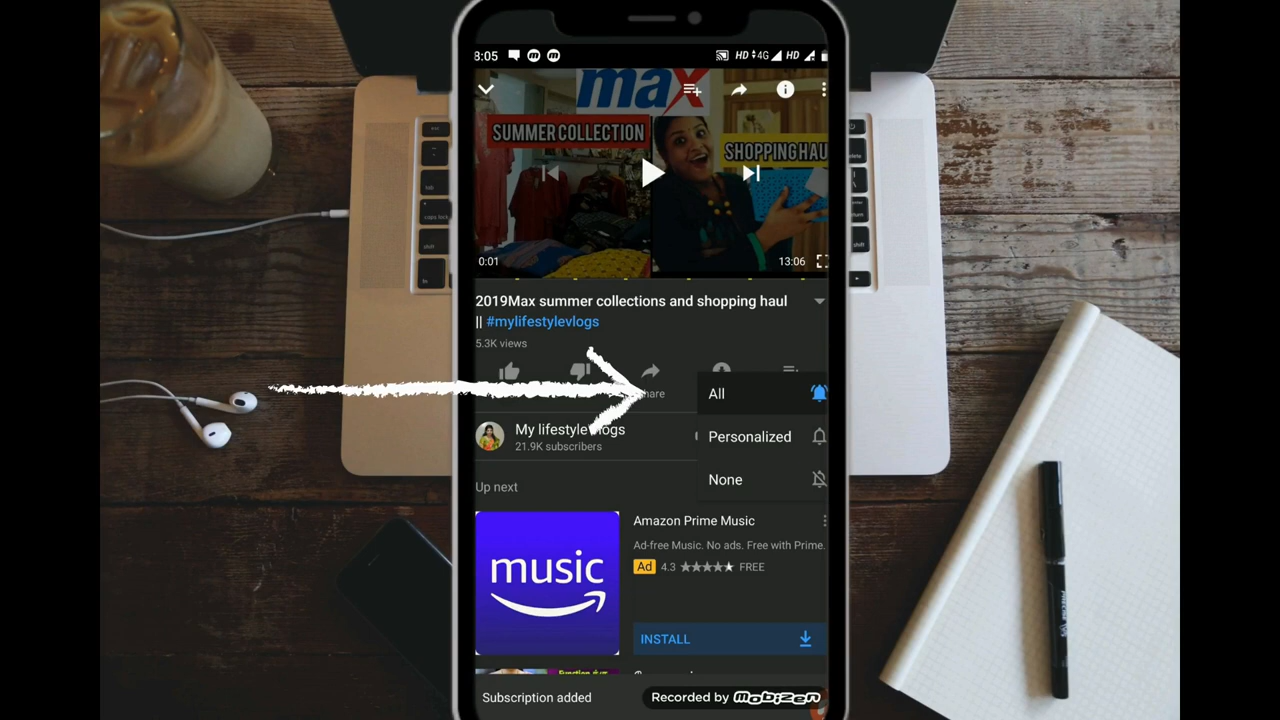 8:05
HD 4G HD
max
SUMMER COLLECTION
SHOPPING HAU
0:01
13:06
2019Max summer collections and shopping haul
|| #mylifestylevlogs
5.3K views
All
Personalized
None
My lifestyle vlogs
21.9K subscribers
Up next
Amazon Prime Music
Ad-free Music. No ads. Free with Prime.
Ad 4.3 FREE
music
INSTALL
Subscription added
Recorded by mobizen